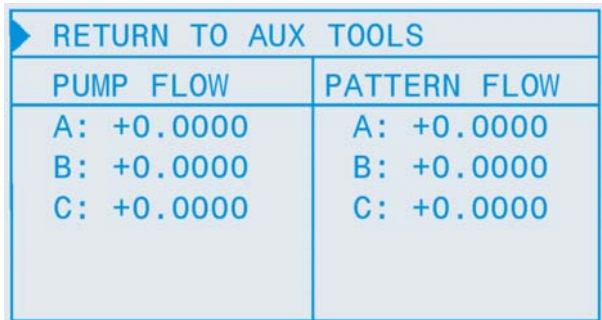 RETURN TO AUX TOOLS
PUMP FLOW PATTERN FLOW
A: +0.0000 A: +0.0000
B: +0.0000 B: +0.0000
C: +0.0000 C: +0.0000